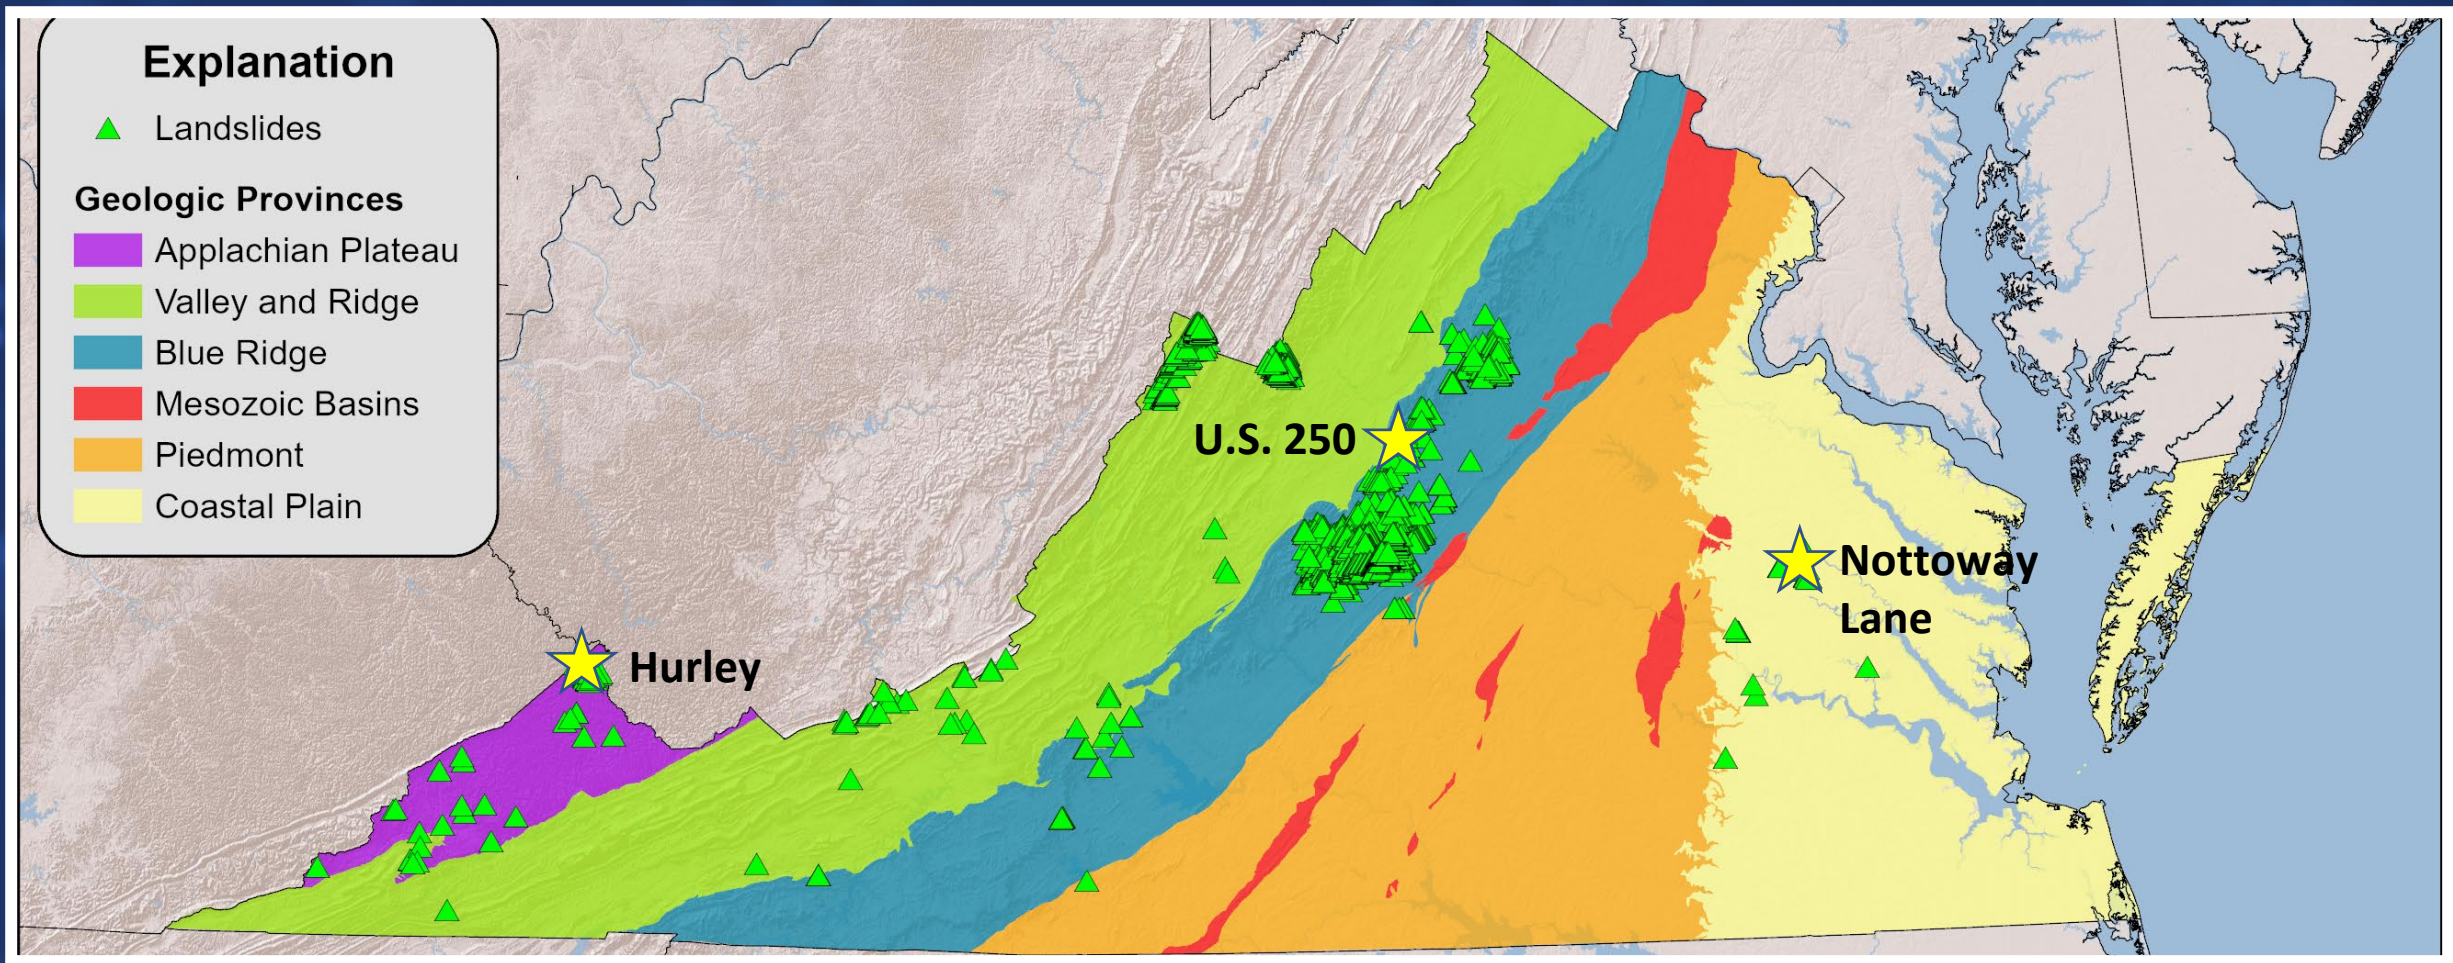 Explanation
Landslides
Geologic Provinces
Applachian Plateau
Valley and Ridge
Blue Ridge
Mesozoic Basins
Piedmont
Coastal Plain
U.S. 250
Nottoway
Lane
Hurley